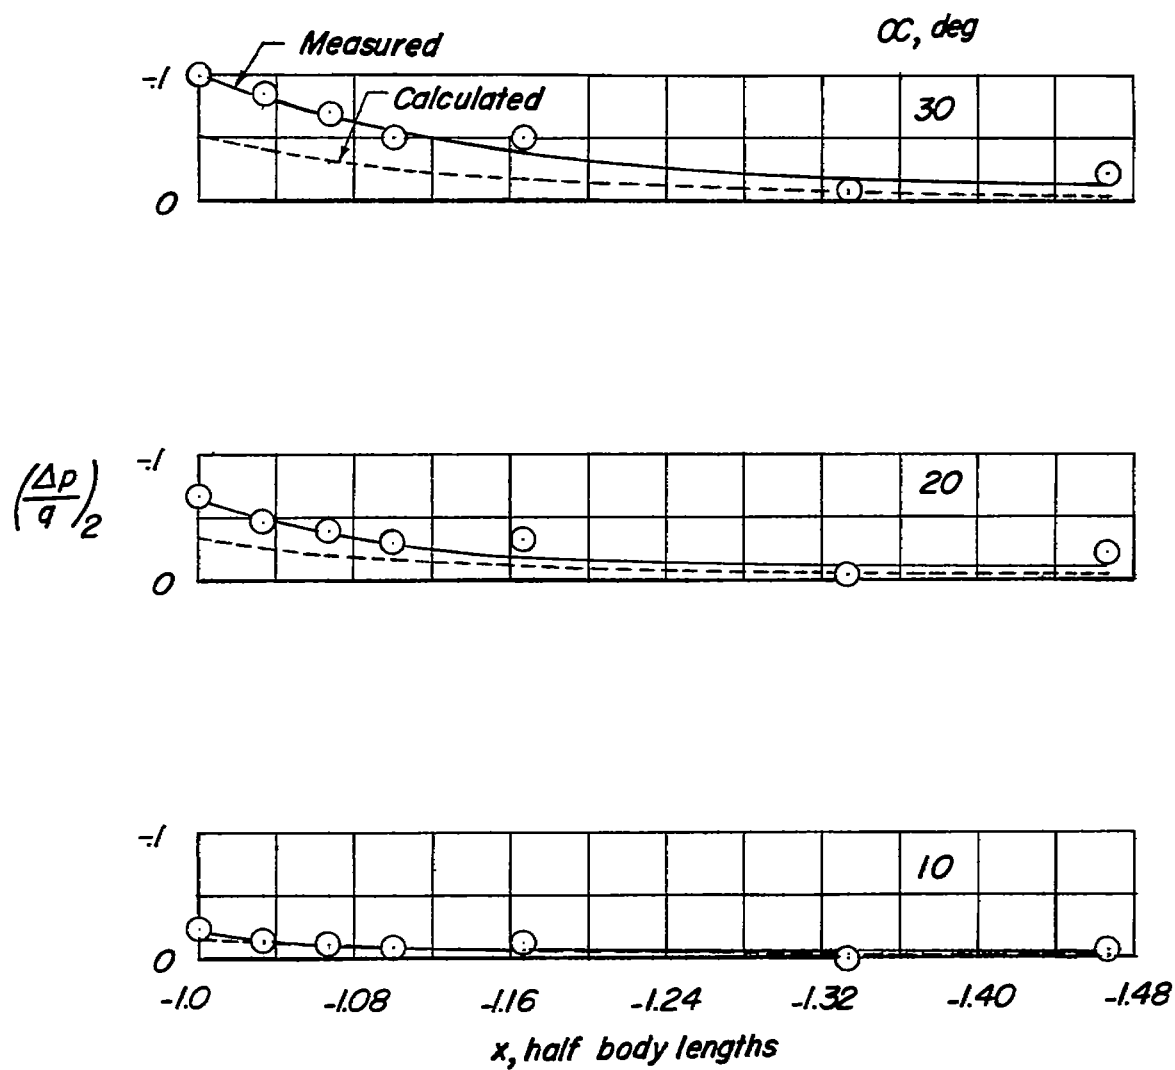 α, deg
Measured
-.1
Calculated
30
0
-.1
20
(Δp/q)₂
0
-.1
10
0
-1.0 -1.08 -1.16 -1.24 -1.32 -1.40 -1.48
x, half body lengths